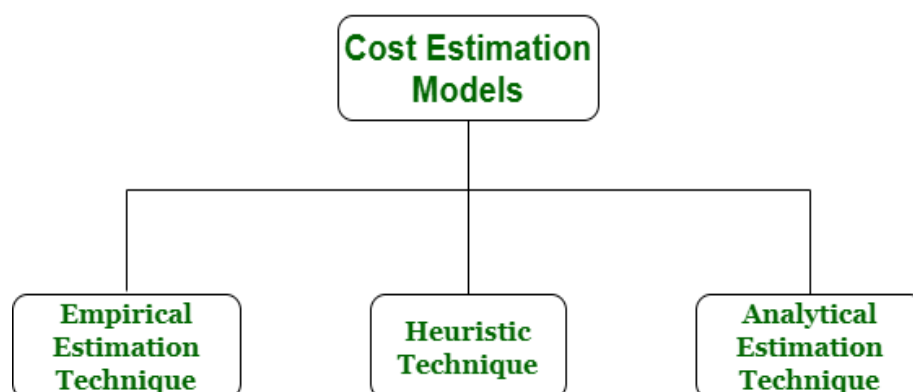 Cost Estimation
Models
Empirical
Estimation
Technique
Heuristic
Technique
Analytical
Estimation
Technique